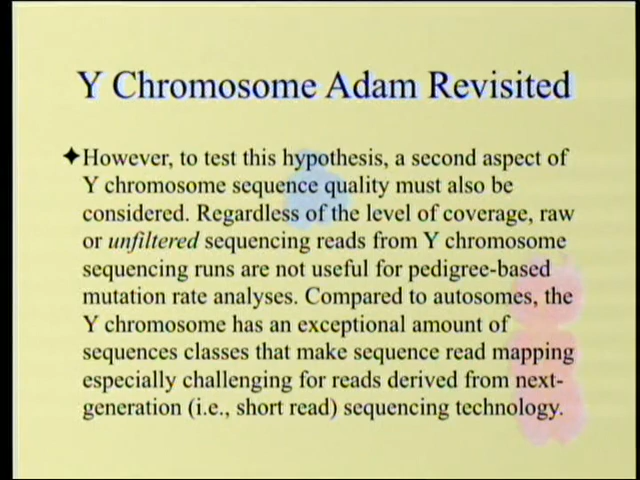 Y Chromosome Adam Revisited
✦However, to test this hypothesis, a second aspect of
Y chromosome sequence quality must also be
considered. Regardless of the level of coverage, raw
or unfiltered sequencing reads from Y chromosome
sequencing runs are not useful for pedigree-based
mutation rate analyses. Compared to autosomes, the
Y chromosome has an exceptional amount of
sequences classes that make sequence read mapping
especially challenging for reads derived from next-
generation (i.e., short read) sequencing technology.